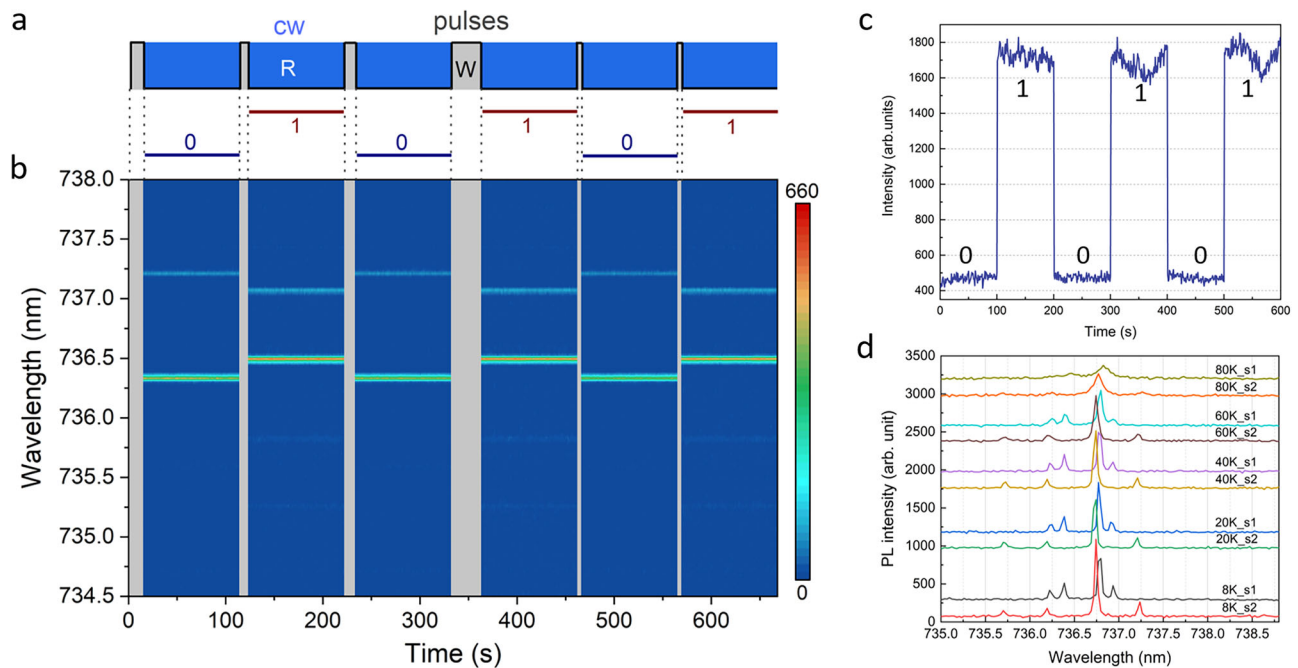 a
cw
pulses
R
W
0
1
0
1
0
1
b
738.0
737.5
737.0
736.5
736.0
735.5
735.0
734.5
Wavelength (nm)
0
100
200
300
400
500
600
Time (s)
660
0
c
1800
1600
1400
1200
1000
800
600
400
Intensity (arb.units)
0
1
0
1
0
1
0
100
200
300
400
500
600
Time (s)
d
3500
3000
2500
2000
1500
1000
500
0
PL intensity (arb. unit)
80K_s1
80K_s2
60K_s1
60K_s2
40K_s1
40K_s2
20K_s1
20K_s2
8K_s1
8K_s2
735.0
735.5
736.0
736.5
737.0
737.5
738.0
738.5
Wavelength (nm)